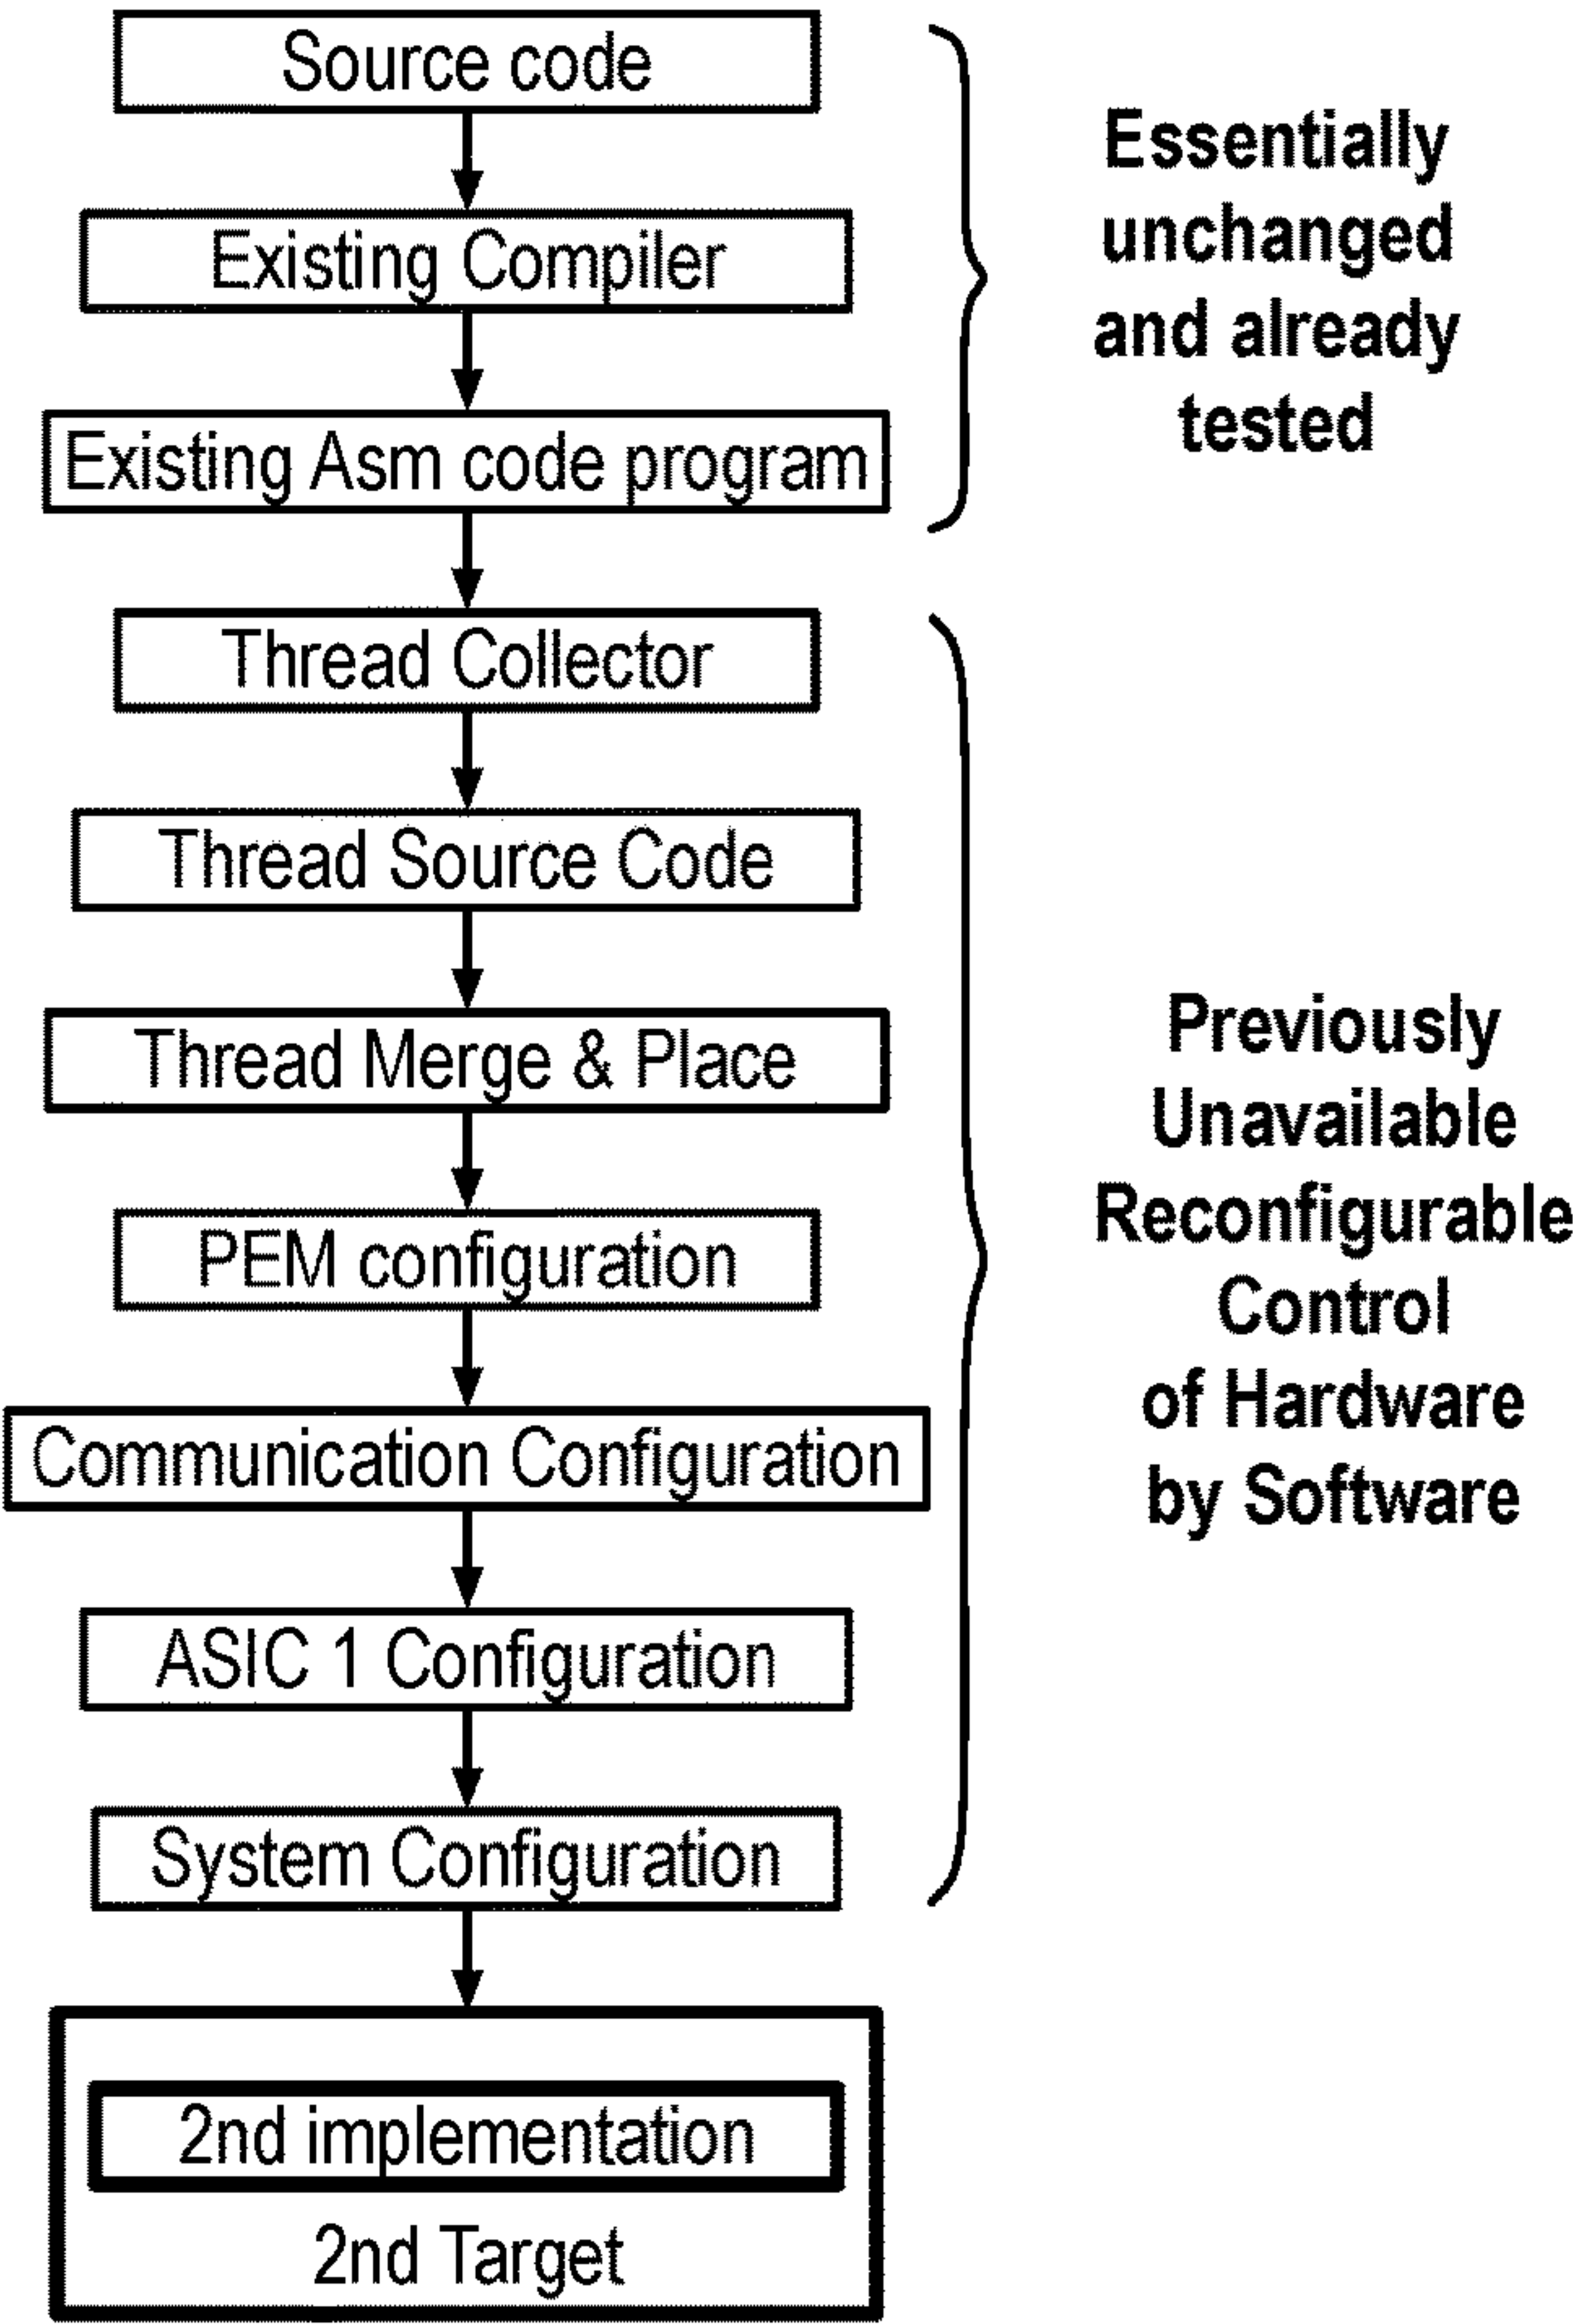 Source code
Existing Compiler
Existing Asm code program
Essentially
unchanged
and already
tested
Thread Collector
Thread Source Code
Thread Merge & Place
PEM configuration
Communication Configuration
ASIC 1 Configuration
System Configuration
Previously
Unavailable
Reconfigurable
Control
of Hardware
by Software
2nd implementation
2nd Target